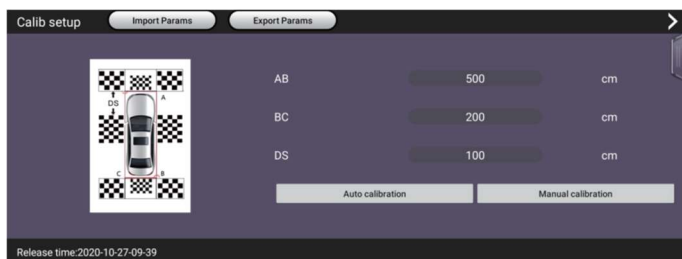 Calib setup Import Params Export Params
DS A
C B
AB 500 cm
BC 200 cm
DS 100 cm
Auto calibration Manual calibration
Release time:2020-10-27-09-39